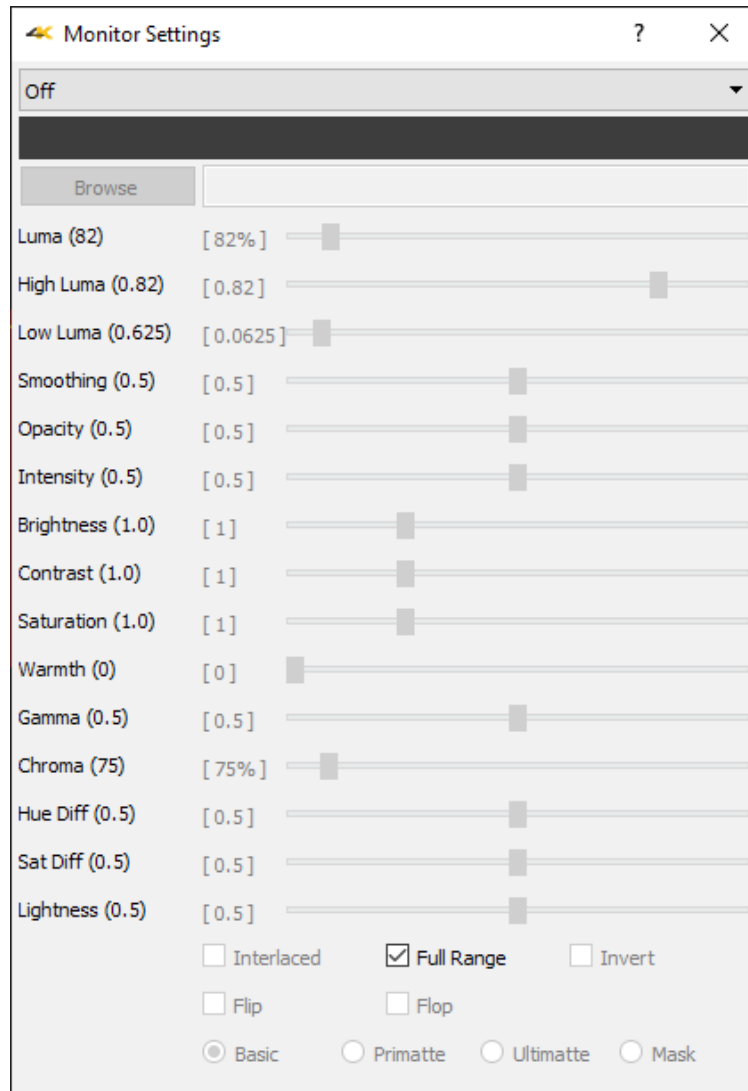 4K Monitor Settings ?
Off
Browse
Luma (82) [82%]
High Luma (0.82) [0.82]
Low Luma (0.625) [0.0625]
Smoothing (0.5) [0.5]
Opacity (0.5) [0.5]
Intensity (0.5) [0.5]
Brightness (1.0) [1]
Contrast (1.0) [1]
Saturation (1.0) [1]
Warmth (0) [0]
Gamma (0.5) [0.5]
Chroma (75) [75%]
Hue Diff (0.5) [0.5]
Sat Diff (0.5) [0.5]
Lightness (0.5) [0.5]
Interlaced Full Range Invert
Flip Flop
Basic Primatte Ultimatte Mask